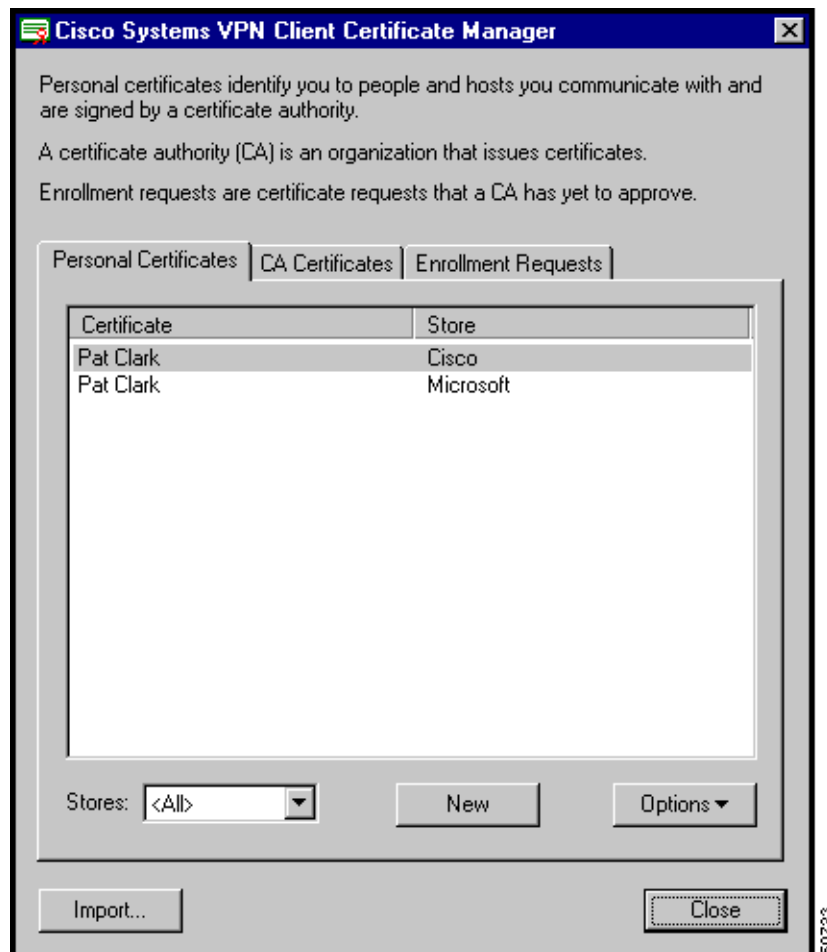 Cisco Systems VPN Client Certificate Manager
Personal certificates identify you to people and hosts you communicate with and
are signed by a certificate authority.
A certificate authority (CA) is an organization that issues certificates.
Enrollment requests are certificate requests that a CA has yet to approve.
Personal Certificates CA Certificates Enrollment Requests
Certificate Store
Pat Clark Cisco
Pat Clark Microsoft
Stores: <All> New Options
Import... Close